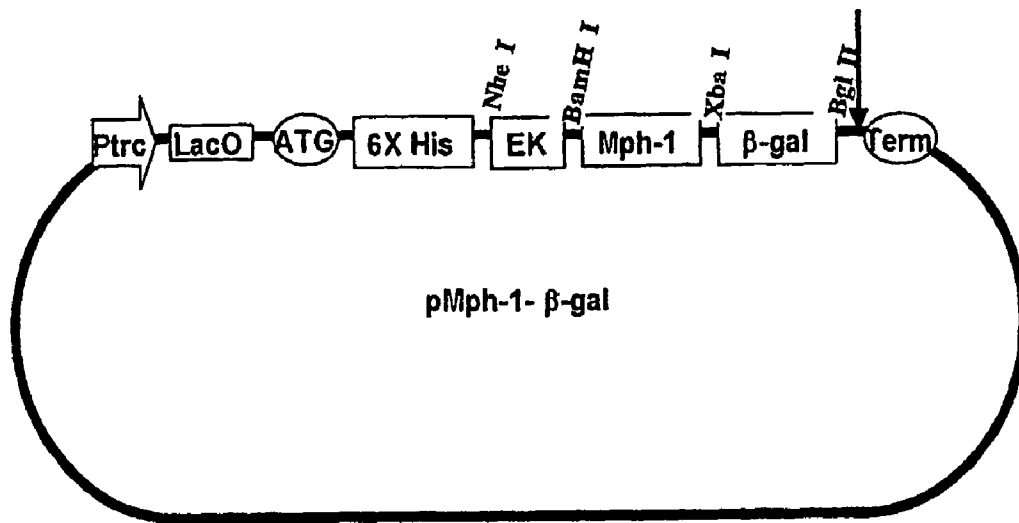 Nhe I
BamH I
Xba I
Bgl II
Ptrc
LacO
ATG
6X His
EK
Mph-1
β-gal
Term
pMph-1- β-gal